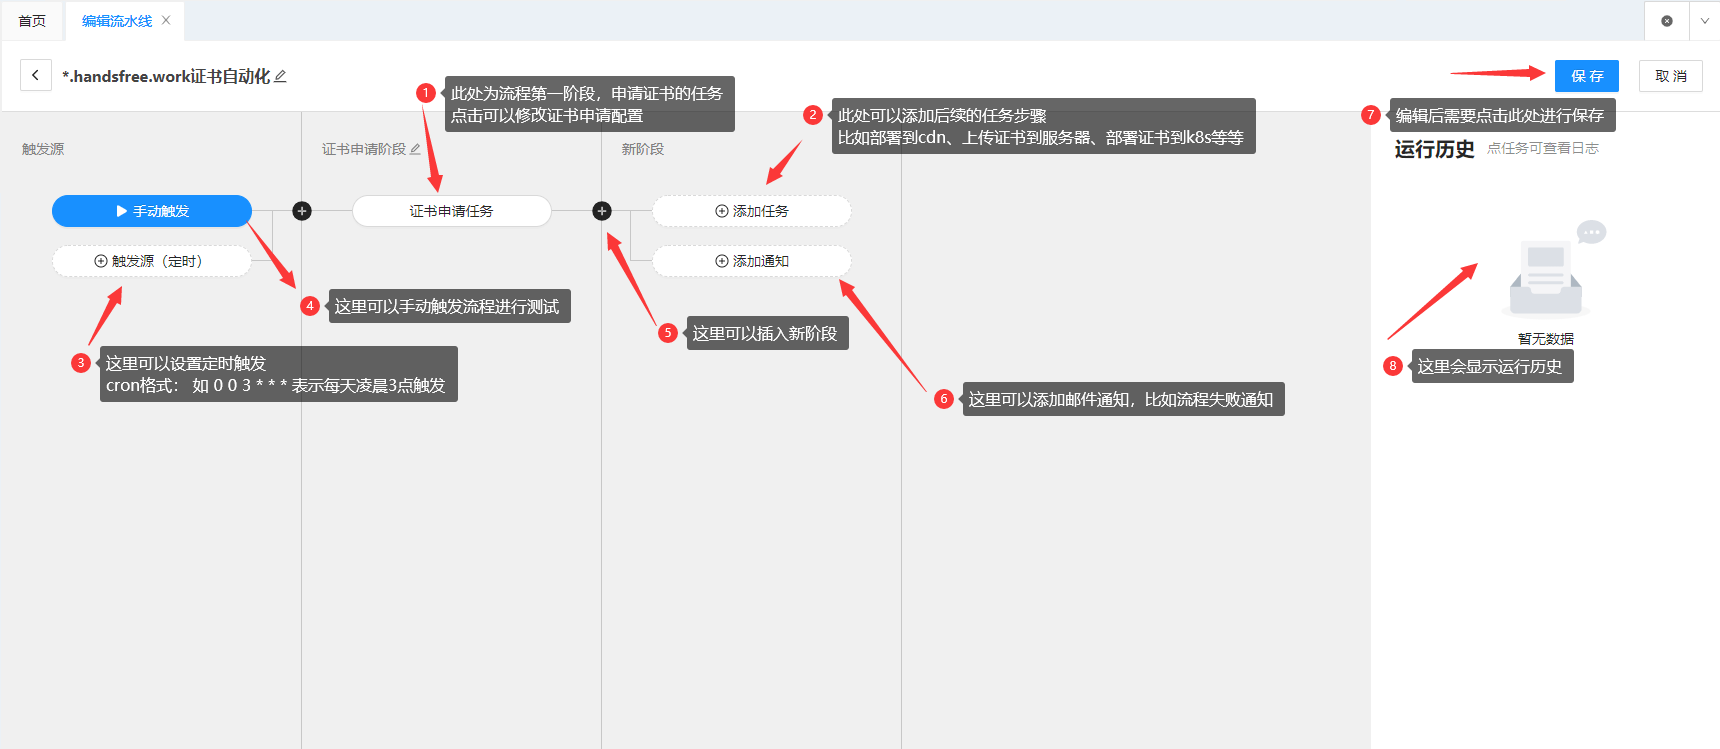 首页
编辑流水线
*.handsfree.work证书自动化
保 存
取 消
1
此处为流程第一阶段，申请证书的任务
点击可以修改证书申请配置
2
此处可以添加后续的任务步骤
比如部署到cdn、上传证书到服务器、部署证书到k8s等等
7
编辑后需要点击此处进行保存
触发源
证书申请阶段
新阶段
运行历史
点任务可查看日志
手动触发
证书申请任务
添加任务
触发源（定时）
添加通知
4
这里可以手动触发流程进行测试
5
这里可以插入新阶段
暂无数据
3
这里可以设置定时触发
cron格式： 如 0 0 3 * * * 表示每天凌晨3点触发
8
这里会显示运行历史
6
这里可以添加邮件通知，比如流程失败通知